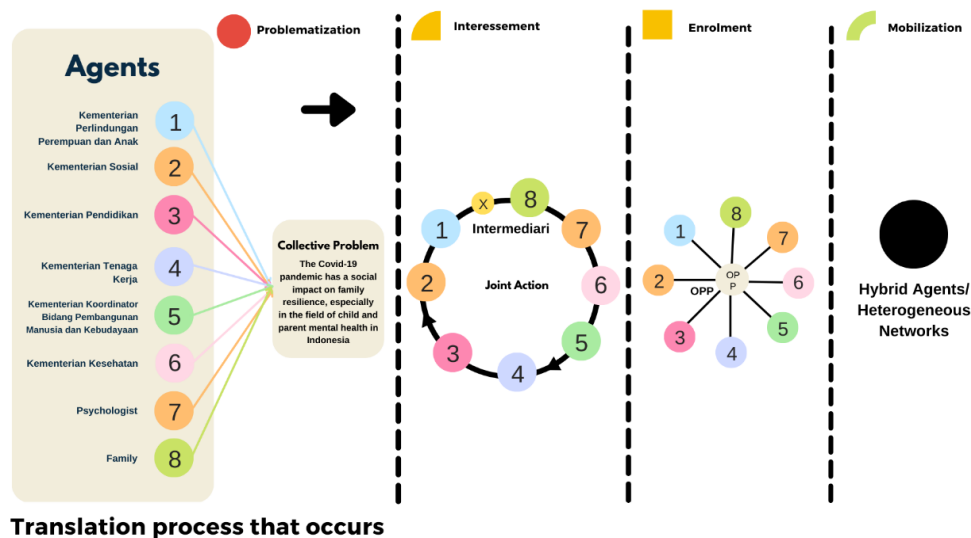 Problematization
Interessement
Enrolment
Mobilization
Agents
Kementerian
Perlindungan
Perempuan dan Anak
1
Kementerian Sosial
2
Kementerian Pendidikan
3
Kementerian Tenaga
Kerja
4
Kementerian Koordinator
Bidang Pembangunan
Manusia dan Kebudayaan
5
Kementerian Kesehatan
6
Psychologist
7
Family
8
Collective Problem
The Covid-19
pandemic has a social
impact on family
resilience, especially
in the field of child and
parent mental health in
Indonesia
X
8
1
Intermediari
7
2
Joint Action
6
3
5
4
8
1
7
2
OPP
OP
P
6
3
5
4
Hybrid Agents/
Heterogeneous
Networks
Translation process that occurs